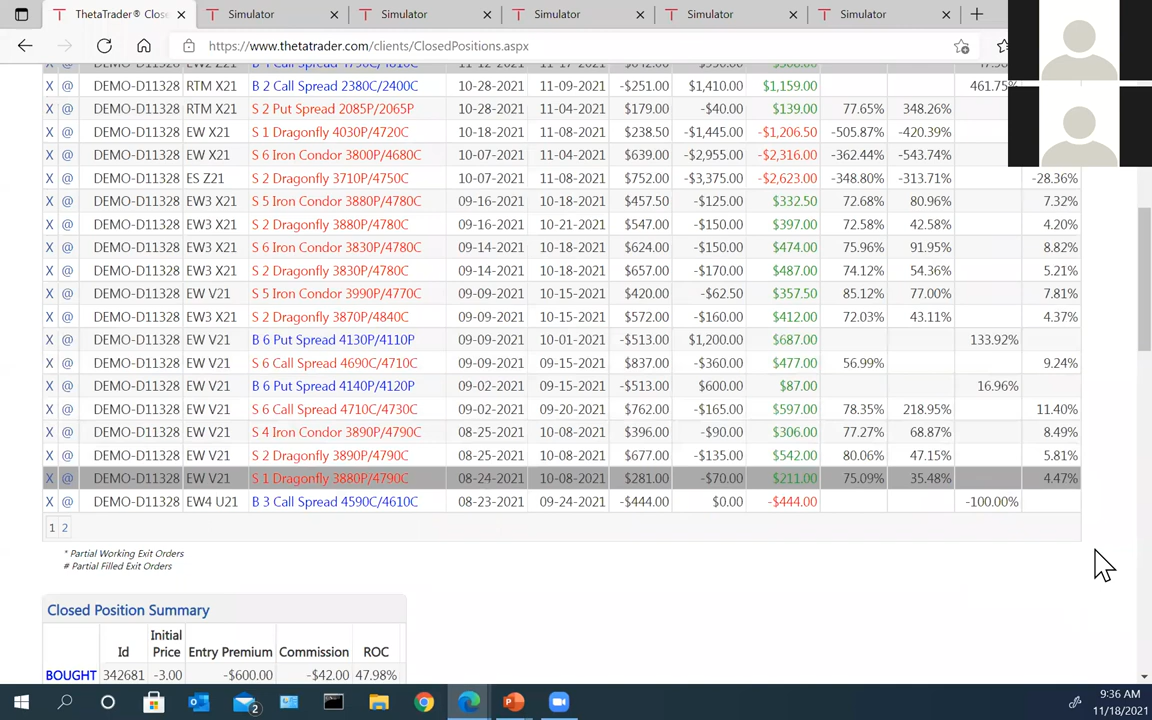 ThetaTrader® Clos
Simulator
Simulator
Simulator
Simulator
Simulator
https://www.thetatrader.com/clients/ClosedPositions.aspx
X @ DEMO-D11328 RTM X21 B 2 Call Spread 2380C/2400C 10-28-2021 11-09-2021 -$251.00 $1,410.00 $1,159.00 461.75%
X @ DEMO-D11328 RTM X21 S 2 Put Spread 2085P/2065P 10-28-2021 11-04-2021 $179.00 -$40.00 $139.00 77.65% 348.26%
X @ DEMO-D11328 EW X21 S 1 Dragonfly 4030P/4720C 10-18-2021 11-08-2021 $238.50 -$1,445.00 -$1,206.50 -505.87% -420.39%
X @ DEMO-D11328 EW X21 S 6 Iron Condor 3800P/4680C 10-07-2021 11-04-2021 $639.00 -$2,955.00 -$2,316.00 -362.44% -543.74%
X @ DEMO-D11328 ES Z21 S 2 Dragonfly 3710P/4750C 10-07-2021 11-08-2021 $752.00 -$3,375.00 -$2,623.00 -348.80% -313.71% -28.36%
X @ DEMO-D11328 EW3 X21 S 5 Iron Condor 3880P/4780C 09-16-2021 10-18-2021 $457.50 -$125.00 $332.50 72.68% 80.96% 7.32%
X @ DEMO-D11328 EW3 X21 S 2 Dragonfly 3880P/4780C 09-16-2021 10-21-2021 $547.00 -$150.00 $397.00 72.58% 42.58% 4.20%
X @ DEMO-D11328 EW3 X21 S 6 Iron Condor 3830P/4780C 09-14-2021 10-18-2021 $624.00 -$150.00 $474.00 75.96% 91.95% 8.82%
X @ DEMO-D11328 EW3 X21 S 2 Dragonfly 3830P/4780C 09-14-2021 10-18-2021 $657.00 -$170.00 $487.00 74.12% 54.36% 5.21%
X @ DEMO-D11328 EW V21 S 5 Iron Condor 3990P/4770C 09-09-2021 10-15-2021 $420.00 -$62.50 $357.50 85.12% 77.00% 7.81%
X @ DEMO-D11328 EW3 X21 S 2 Dragonfly 3870P/4840C 09-09-2021 10-15-2021 $572.00 -$160.00 $412.00 72.03% 43.11% 4.37%
X @ DEMO-D11328 EW V21 B 6 Put Spread 4130P/4110P 09-09-2021 10-01-2021 -$513.00 $1,200.00 $687.00 133.92%
X @ DEMO-D11328 EW V21 S 6 Call Spread 4690C/4710C 09-09-2021 09-15-2021 $837.00 -$360.00 $477.00 56.99% 9.24%
X @ DEMO-D11328 EW V21 B 6 Put Spread 4140P/4120P 09-02-2021 09-15-2021 -$513.00 $600.00 $87.00 16.96%
X @ DEMO-D11328 EW V21 S 6 Call Spread 4710C/4730C 09-02-2021 09-20-2021 $762.00 -$165.00 $597.00 78.35% 218.95% 11.40%
X @ DEMO-D11328 EW V21 S 4 Iron Condor 3890P/4790C 08-25-2021 10-08-2021 $396.00 -$90.00 $306.00 77.27% 68.87% 8.49%
X @ DEMO-D11328 EW V21 S 2 Dragonfly 3890P/4790C 08-25-2021 10-08-2021 $677.00 -$135.00 $542.00 80.06% 47.15% 5.81%
X @ DEMO-D11328 EW V21 S 1 Dragonfly 3880P/4790C 08-24-2021 10-08-2021 $281.00 -$70.00 $211.00 75.09% 35.48% 4.47%
X @ DEMO-D11328 EW4 U21 B 3 Call Spread 4590C/4610C 08-23-2021 09-24-2021 -$444.00 $0.00 -$444.00 -100.00%
1 2
* Partial Working Exit Orders
# Partial Filled Exit Orders
Closed Position Summary
Id Initial Price Entry Premium Commission ROC
BOUGHT 342681 -3.00 -$600.00 -$42.00 47.98%
2
9:36 AM
11/18/2021